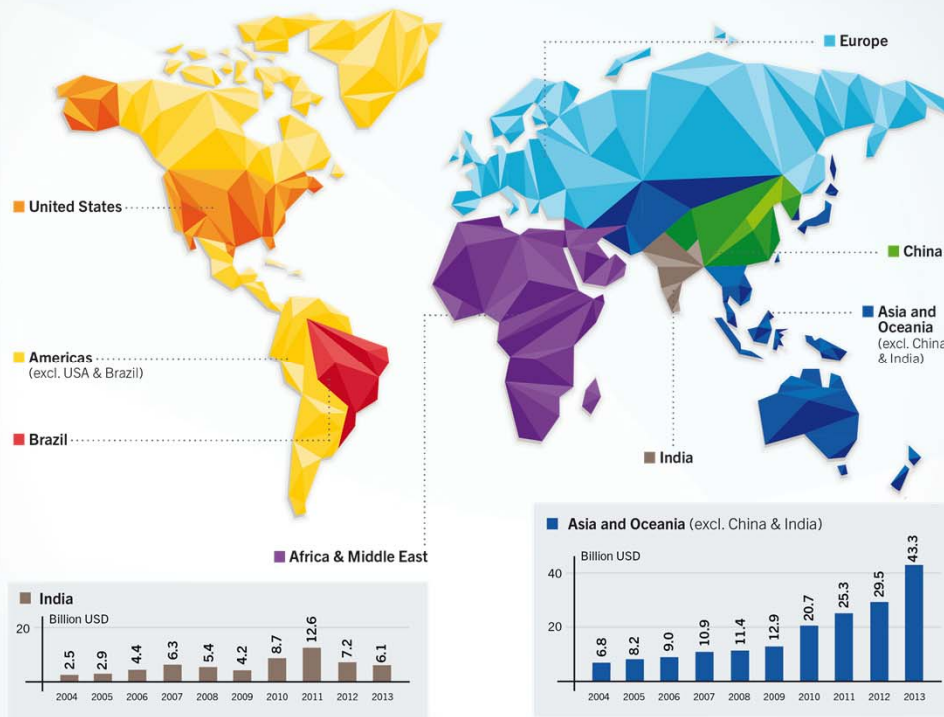 Europe
United States
China
Asia and
Oceania
(excl. China
& India)
Americas
(excl. USA & Brazil)
Brazil
India
Africa & Middle East
India
Billion USD
20
2.5 2.9 4.4 6.3 5.4 4.2 8.7 12.6 7.2 6.1
2004 2005 2006 2007 2008 2009 2010 2011 2012 2013
Asia and Oceania (excl. China & India)
Billion USD
40
20
6.8 8.2 9.0 10.9 11.4 12.9 20.7 25.3 29.5 43.3
2004 2005 2006 2007 2008 2009 2010 2011 2012 2013